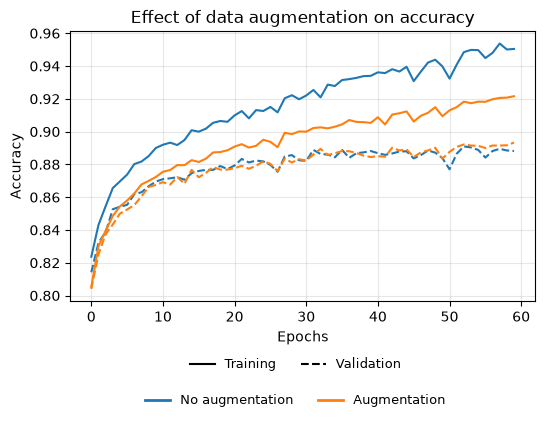 Effect of data augmentation on accuracy
Accuracy
0.96
0.94
0.92
0.90
0.88
0.86
0.84
0.82
0.80
0 10 20 30 40 50 60
Epochs
Training Validation
No augmentation Augmentation